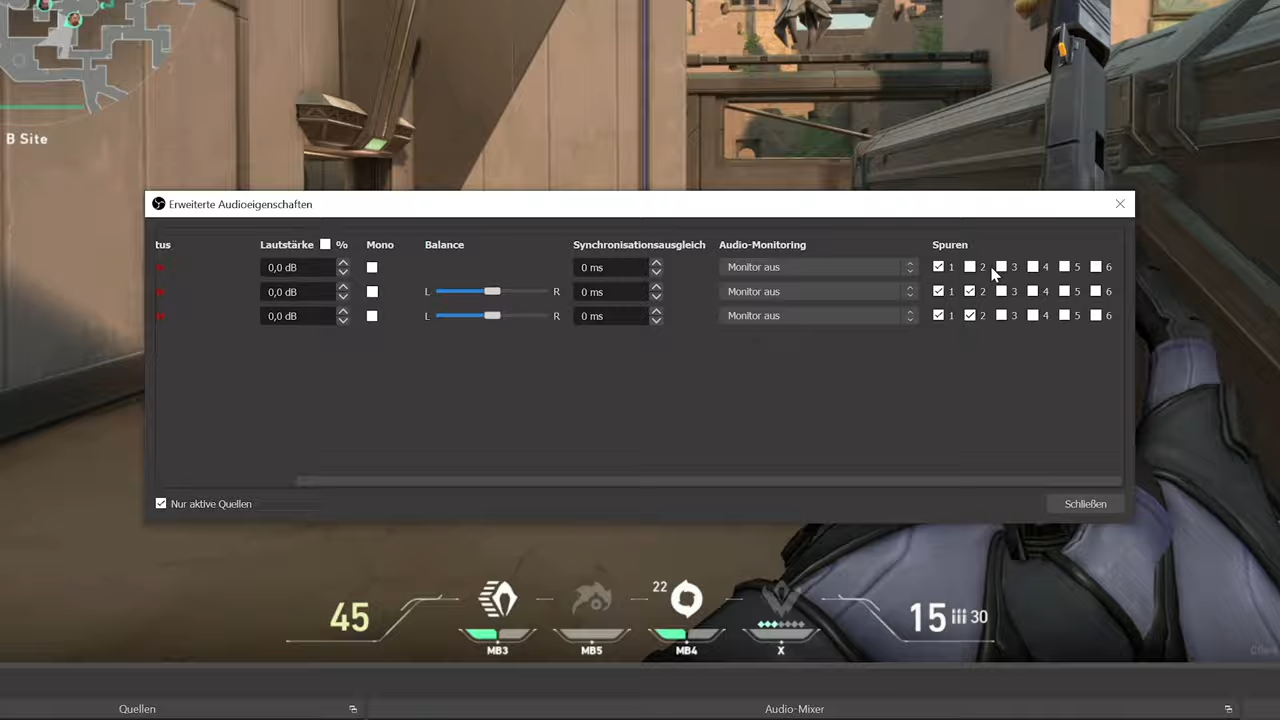 B Site
Erweiterte Audioeigenschaften
tus Lautstärke % Mono Balance Synchronisationsausgleich Audio-Monitoring Spuren
0,0 dB 0 ms Monitor aus 1 2 3 4 5 6
0,0 dB L R 0 ms Monitor aus 1 2 3 4 5 6
0,0 dB L R 0 ms Monitor aus 1 2 3 4 5 6
Nur aktive Quellen Schließen
45 22 15 30
MB3 MB5 MB4 X
Quellen Audio-Mixer